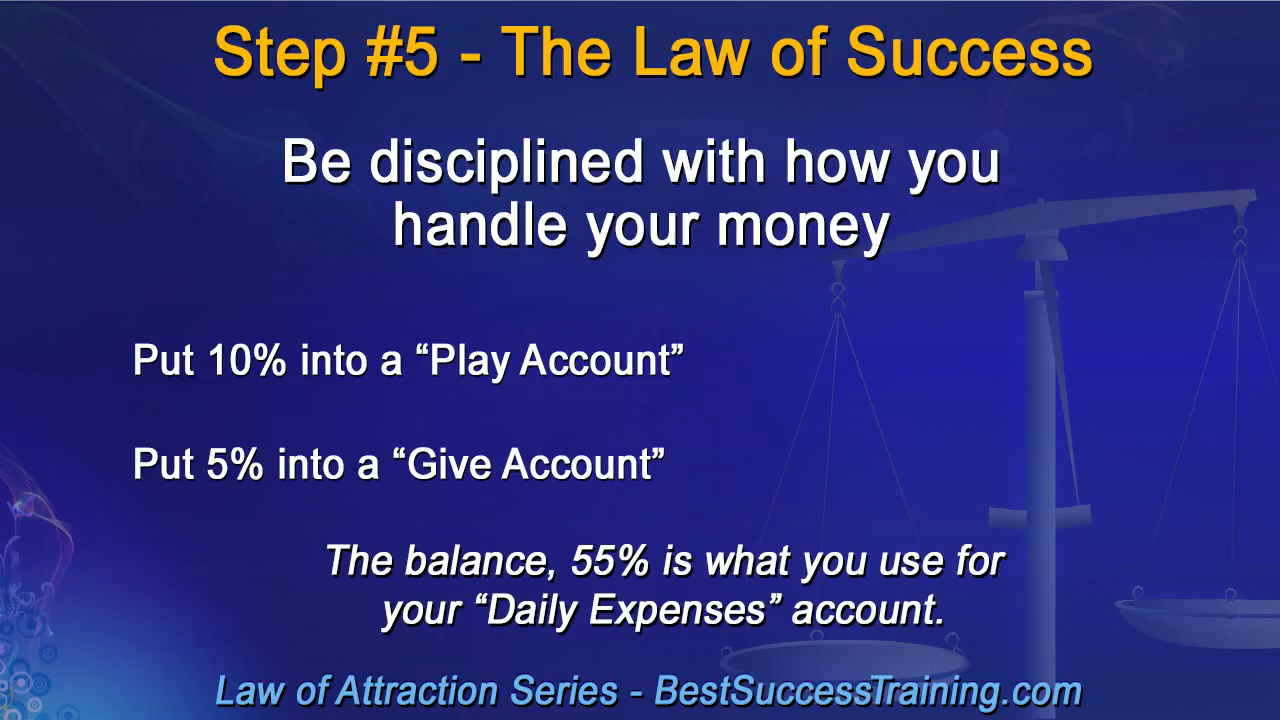 Step #5 - The Law of Success
Be disciplined with how you
handle your money
Put 10% into a “Play Account”
Put 5% into a “Give Account”
The balance, 55% is what you use for
your “Daily Expenses” account.
Law of Attraction Series - BestSuccessTraining.com